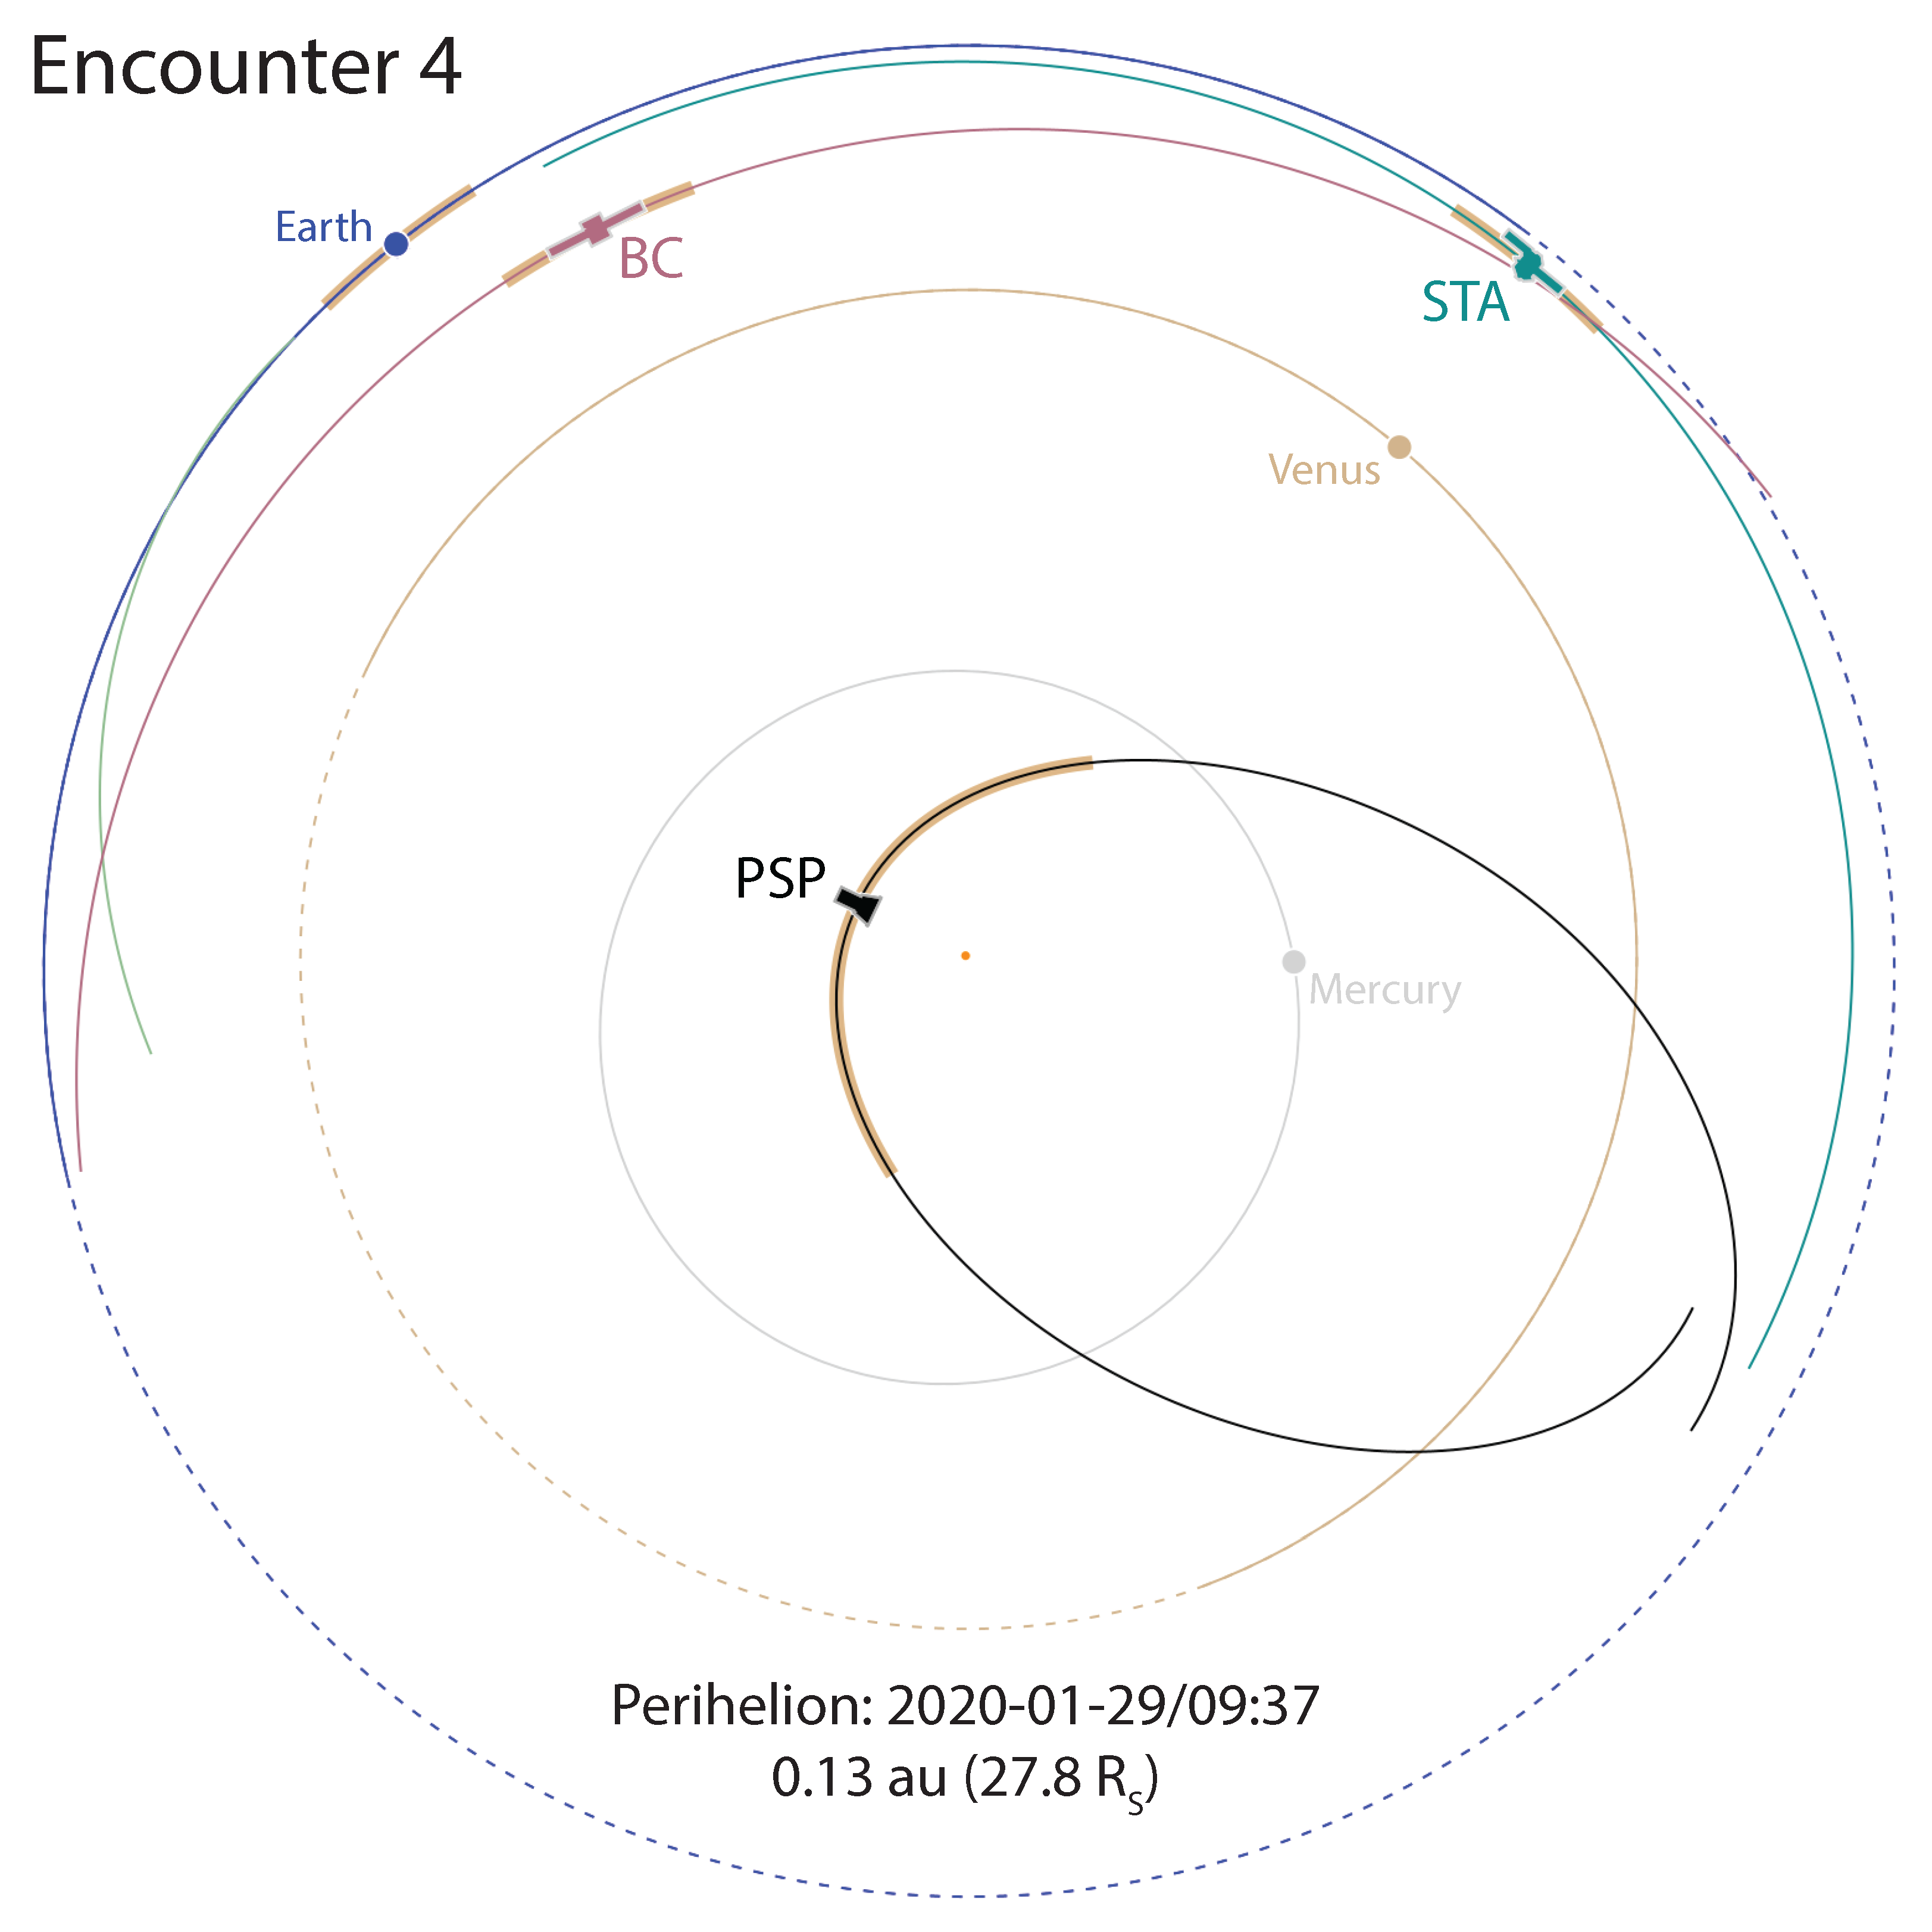 Encounter 4
Earth
BC
STA
Venus
PSP
Mercury
Perihelion: 2020-01-29/09:37
0.13 au (27.8 R_S)